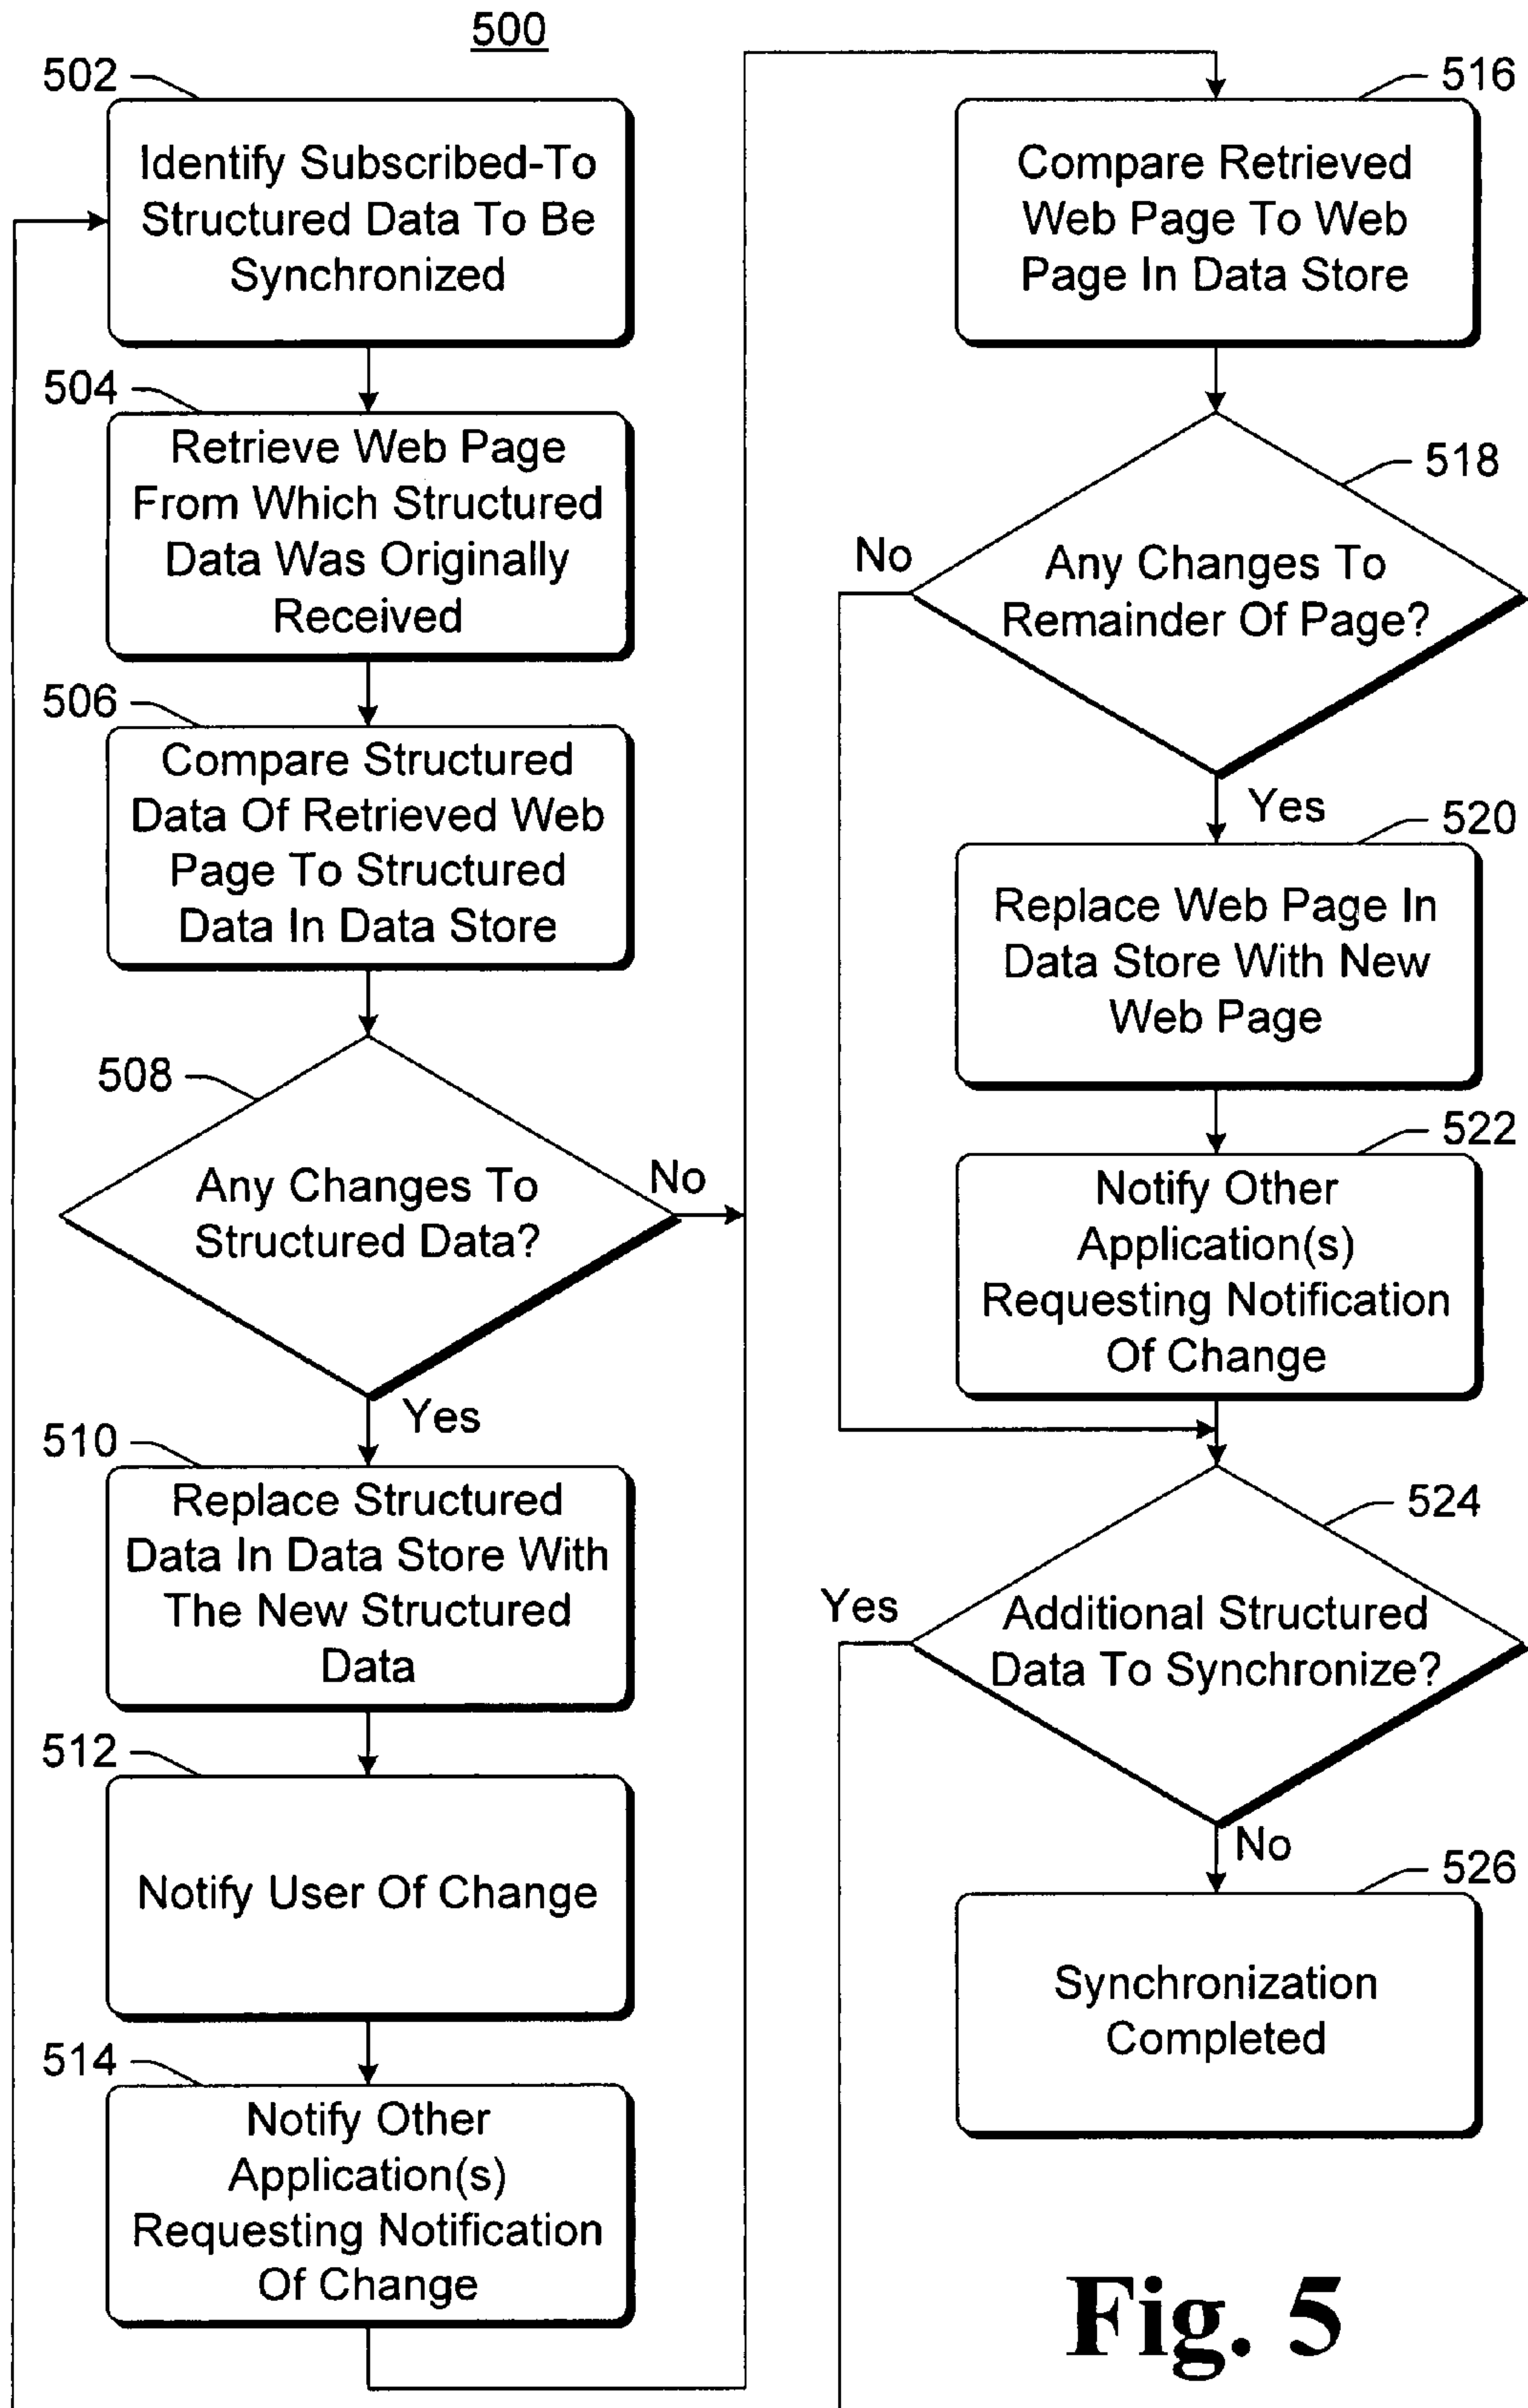 500
502
Identify Subscribed-To
Structured Data To Be
Synchronized
504
Retrieve Web Page
From Which Structured
Data Was Originally
Received
506
Compare Structured
Data Of Retrieved Web
Page To Structured
Data In Data Store
508
Any Changes To
Structured Data?
No
Yes
510
Replace Structured
Data In Data Store With
The New Structured
Data
512
Notify User Of Change
514
Notify Other
Application(s)
Requesting Notification
Of Change
516
Compare Retrieved
Web Page To Web
Page In Data Store
518
No
Any Changes To
Remainder Of Page?
Yes
520
Replace Web Page In
Data Store With New
Web Page
522
Notify Other
Application(s)
Requesting Notification
Of Change
524
Yes
Additional Structured
Data To Synchronize?
No
526
Synchronization
Completed
Fig. 5